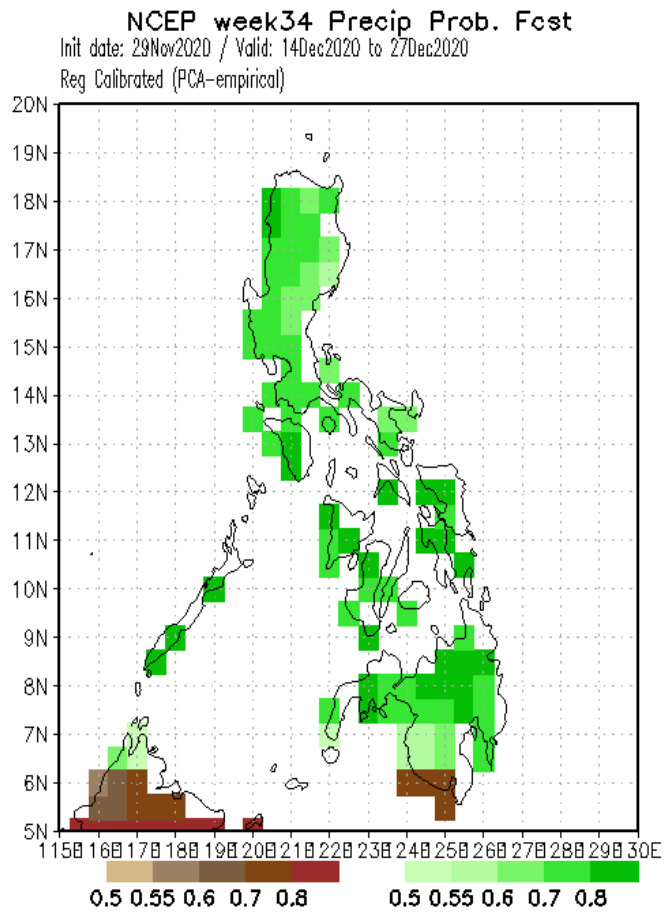 NCEP week34 Precip Prob. Fcst
Init date: 29Nov2020 / Valid: 14Dec2020 to 27Dec2020
Reg Calibrated (PCA-empirical)
20N
19N
18N
17N
16N
15N
14N
13N
12N
11N
10N
9N
8N
7N
6N
5N
0.5 0.55 0.6 0.7 0.8 0.5 0.55 0.6 0.7 0.8